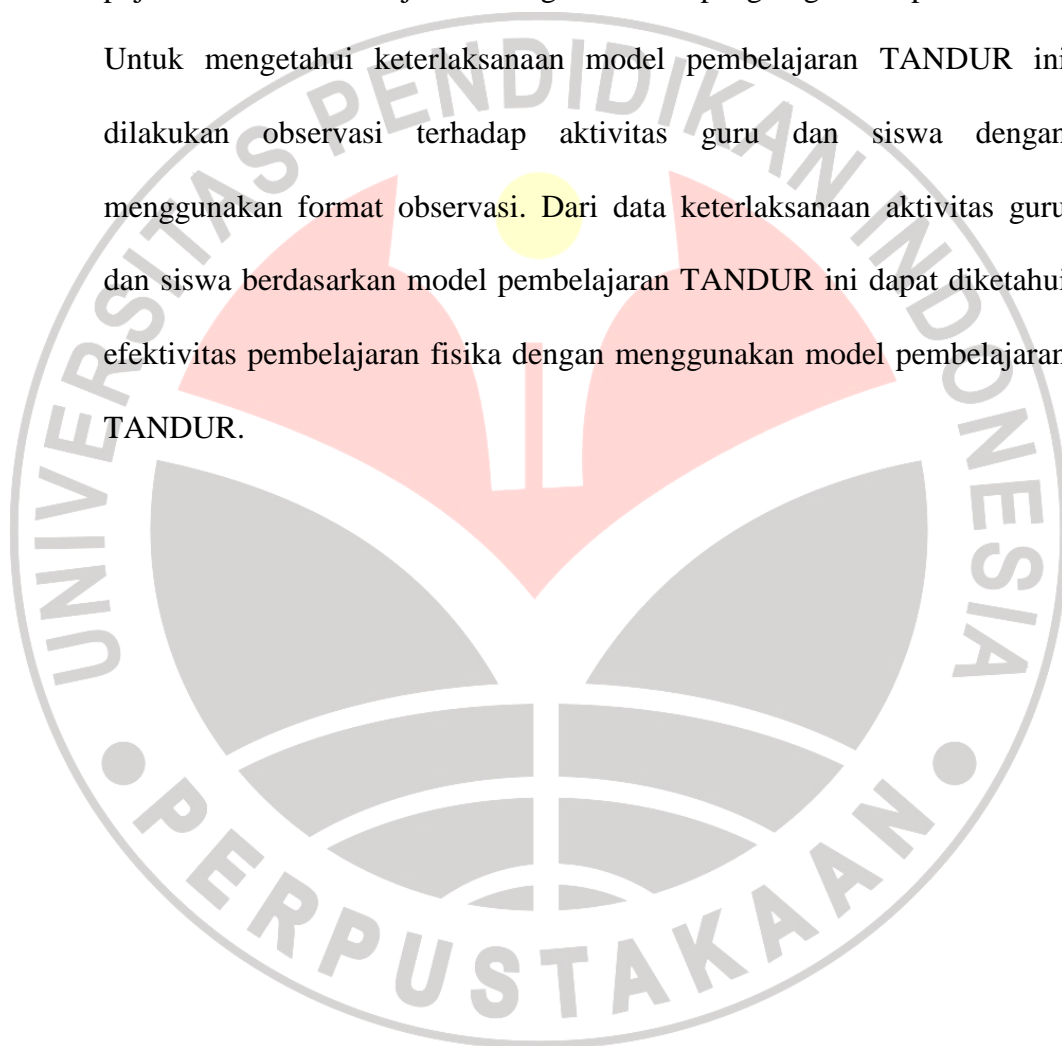 Untuk mengetahui keterlaksanaan model pembelajaran TANDUR ini
dilakukan observasi terhadap aktivitas guru dan siswa dengan
menggunakan format observasi. Dari data keterlaksanaan aktivitas guru
dan siswa berdasarkan model pembelajaran TANDUR ini dapat diketahui
efektivitas pembelajaran fisika dengan menggunakan model pembelajaran
TANDUR.
UNIVERSITAS PENDIDIKAN INDONESIA
PERPUSTAKAAN